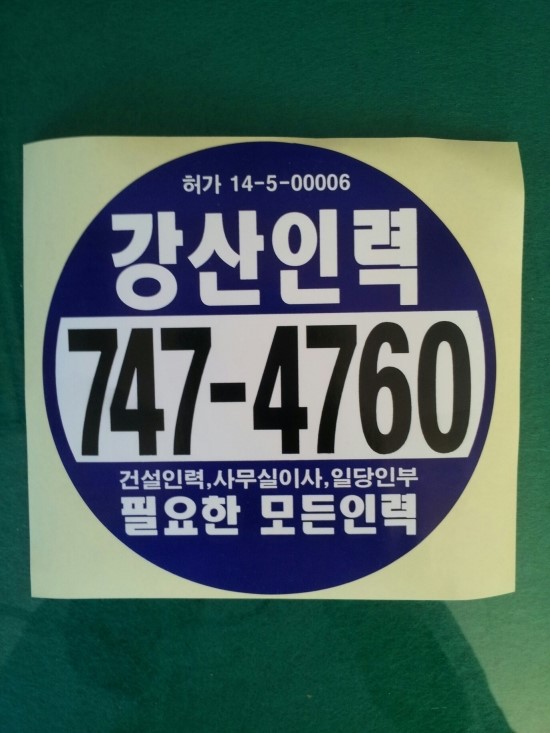 허가 14-5-00006
강산인력
747-4760
건설인력,사무실이사,일당인부
필요한 모든인력